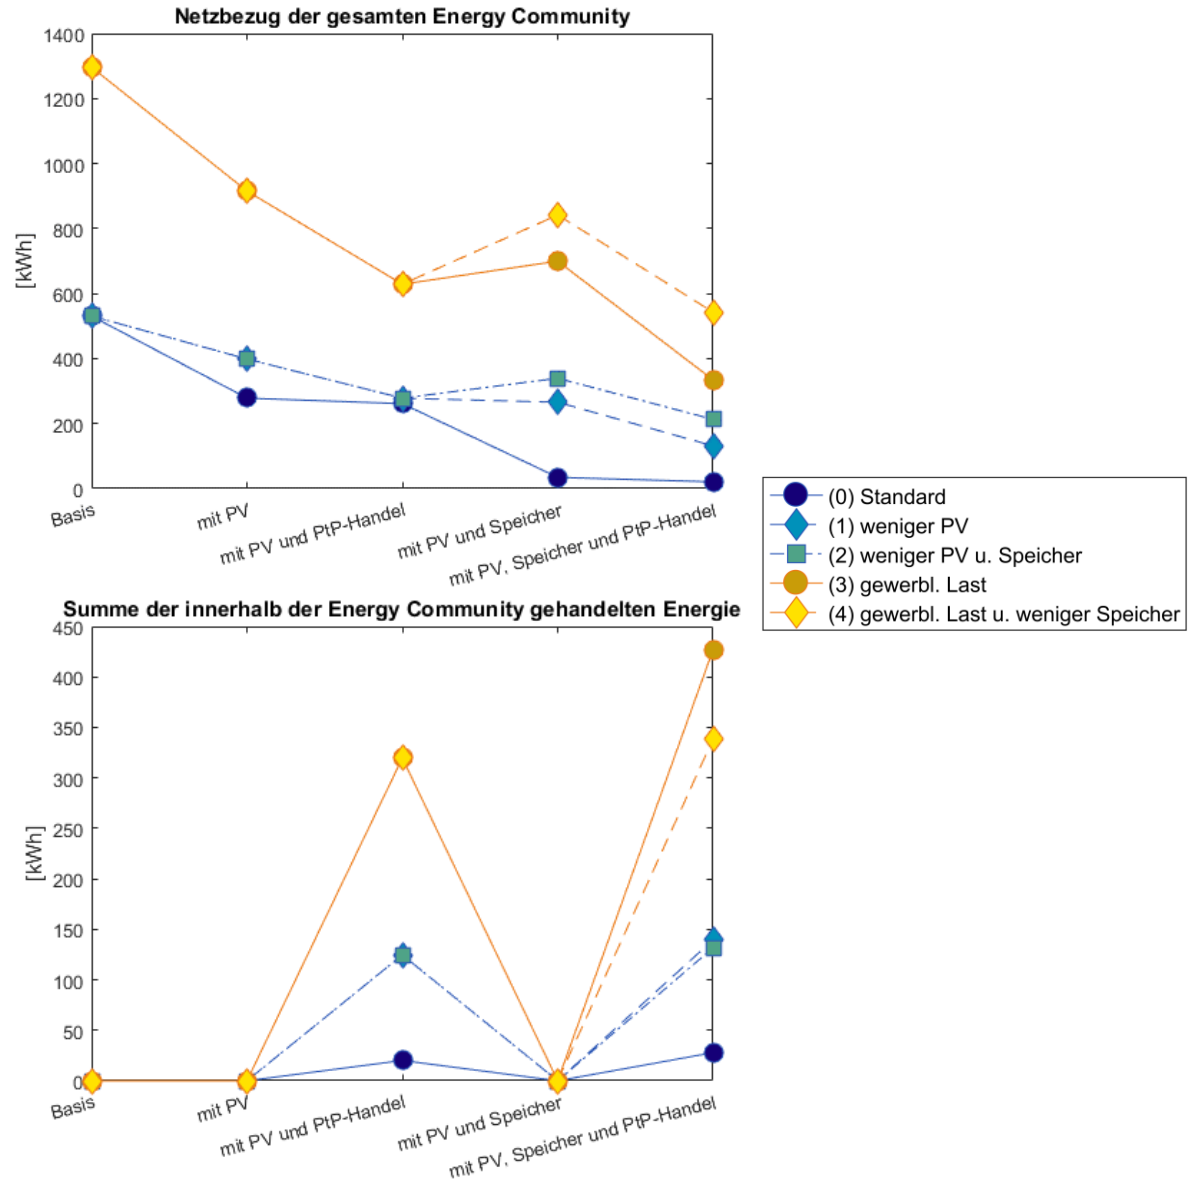 Netzbezug der gesamten Energy Community
1400
1200
1000
800
600
400
200
0
[kWh]
Basis
mit PV
mit PV und PtP-Handel
mit PV und Speicher
mit PV, Speicher und PtP-Handel
(0) Standard
(1) weniger PV
(2) weniger PV u. Speicher
(3) gewerbl. Last
(4) gewerbl. Last u. weniger Speicher
Summe der innerhalb der Energy Community gehandelten Energie
450
400
350
300
250
200
150
100
50
0
[kWh]
Basis
mit PV
mit PV und PtP-Handel
mit PV und Speicher
mit PV, Speicher und PtP-Handel